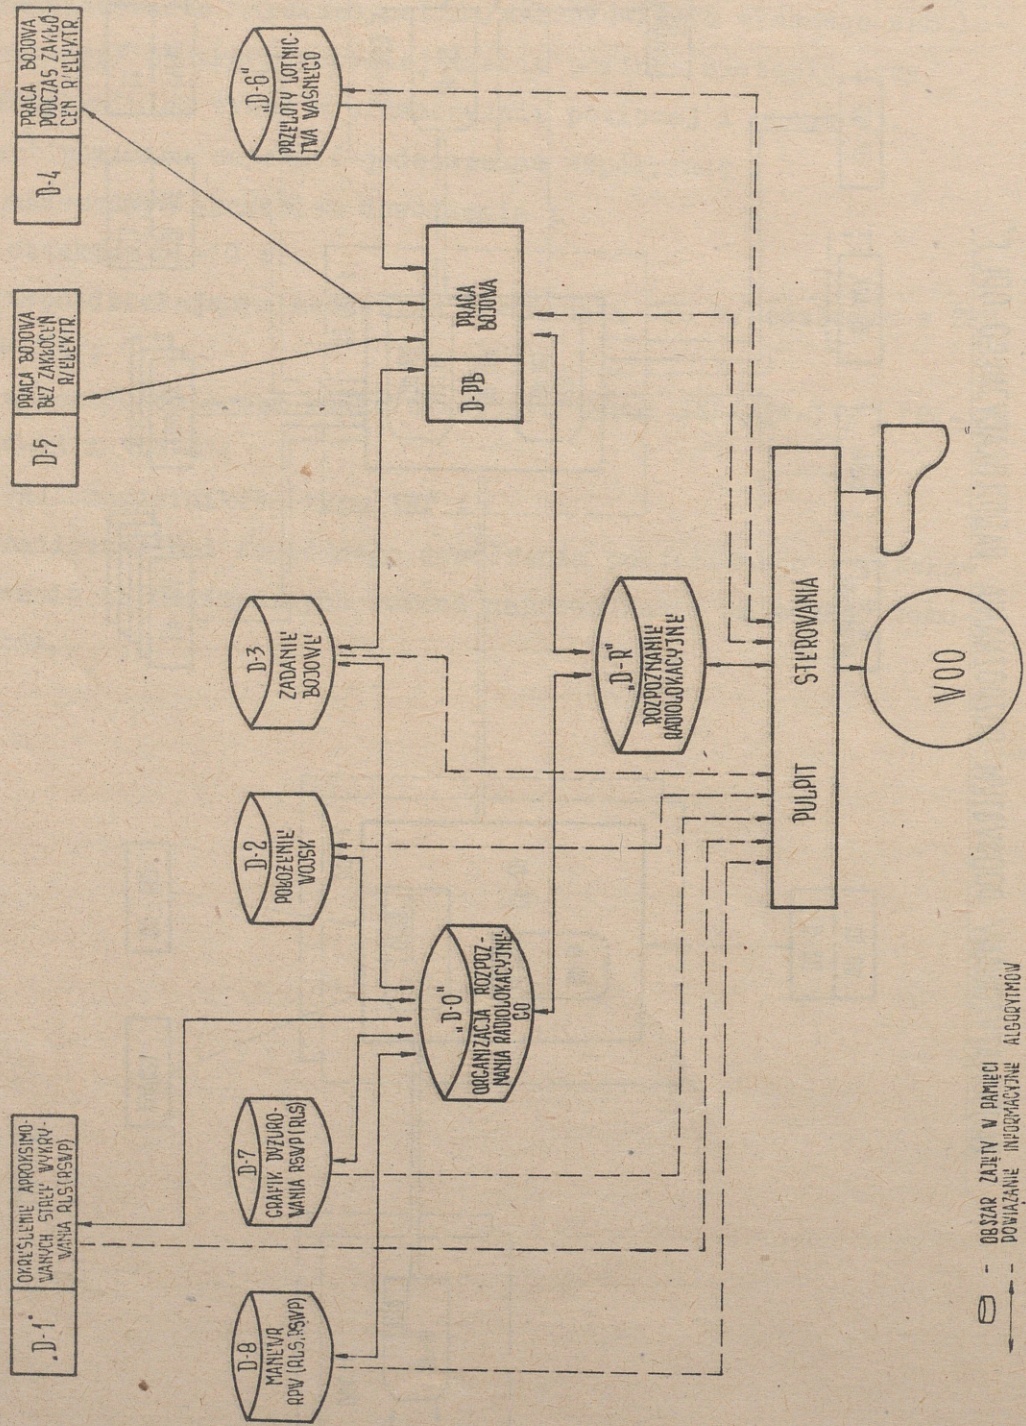 „D-1"
OKREŚLENIE APROKSIMO-
WANYCH STREF WYKRY-
WANIA RLS (RSWP)
D-5
PRACA BOJOWA
BEZ ZAKŁÓCEŃ
R/ELEKTR.
D-4
PRACA BOJOWA
PODCZAS ZAKŁÓ-
CEŃ R/ELEKTR.
D-8
MANEWR
RPW (RLS, RSWP)
D-7
GRAFIK DYŻURO-
WANIA RSWP (RLS)
D-2
POŁOŻENIE
WOJSK
D-3
ZADANIE
BOJOWE
„D-6"
PRZELOTY LOTNIC-
TWA WASNEGO
„D-O"
ORGANIZACJA ROZPOZ-
NANIA RADIOLOKACYJNE-
GO
D-PB
PRACA
BOJOWA
„D-R"
ROZPOZNANIE
RADIOLOKACYJNE
PULPIT STEROWANIA
WOO
- OBSZAR ZAJĘTY W PAMIĘCI
- POWIĄZANIE INFORMACYJNE ALGORYTMÓW